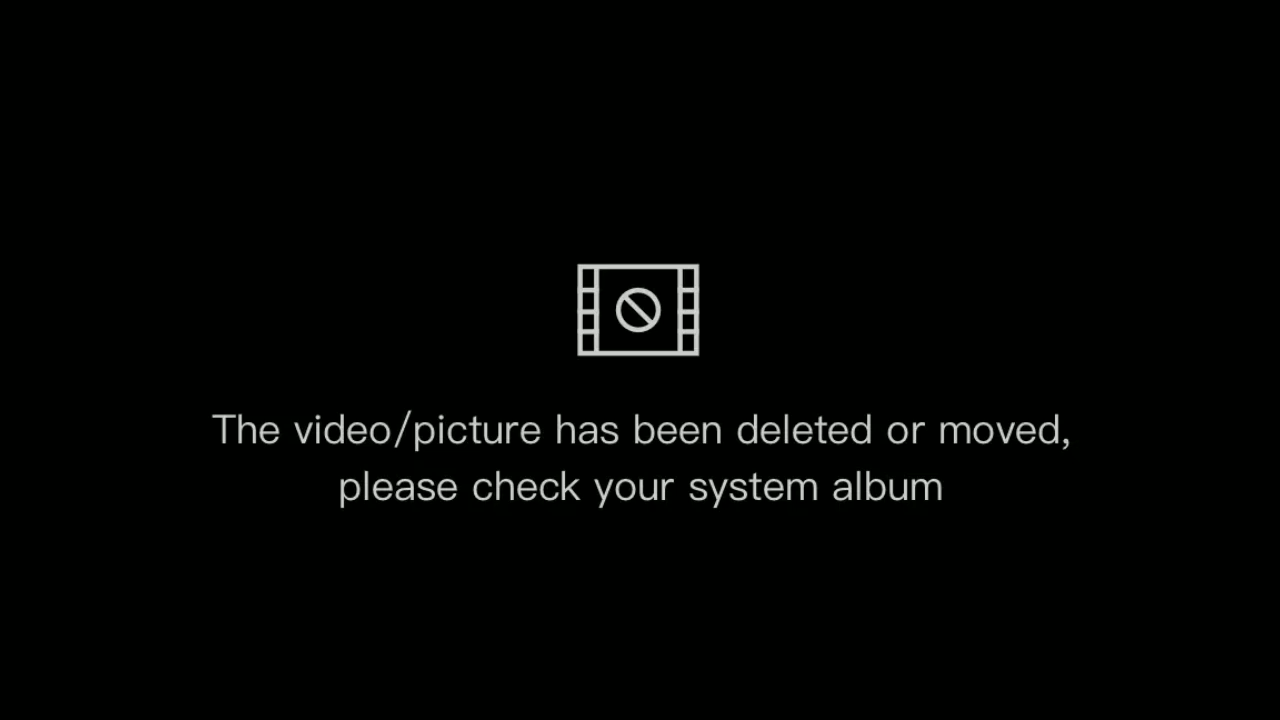 The video/picture has been deleted or moved,
please check your system album